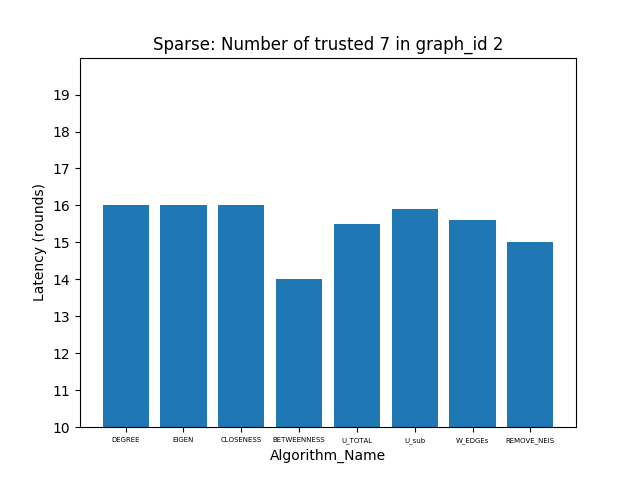 Sparse: Number of trusted 7 in graph_id 2
Latency (rounds)
19
18
17
16
15
14
13
12
11
10
DEGREE EIGEN CLOSENESS BETWEENNESS U_TOTAL U_sub W_EDGEs REMOVE_NEIS
Algorithm_Name